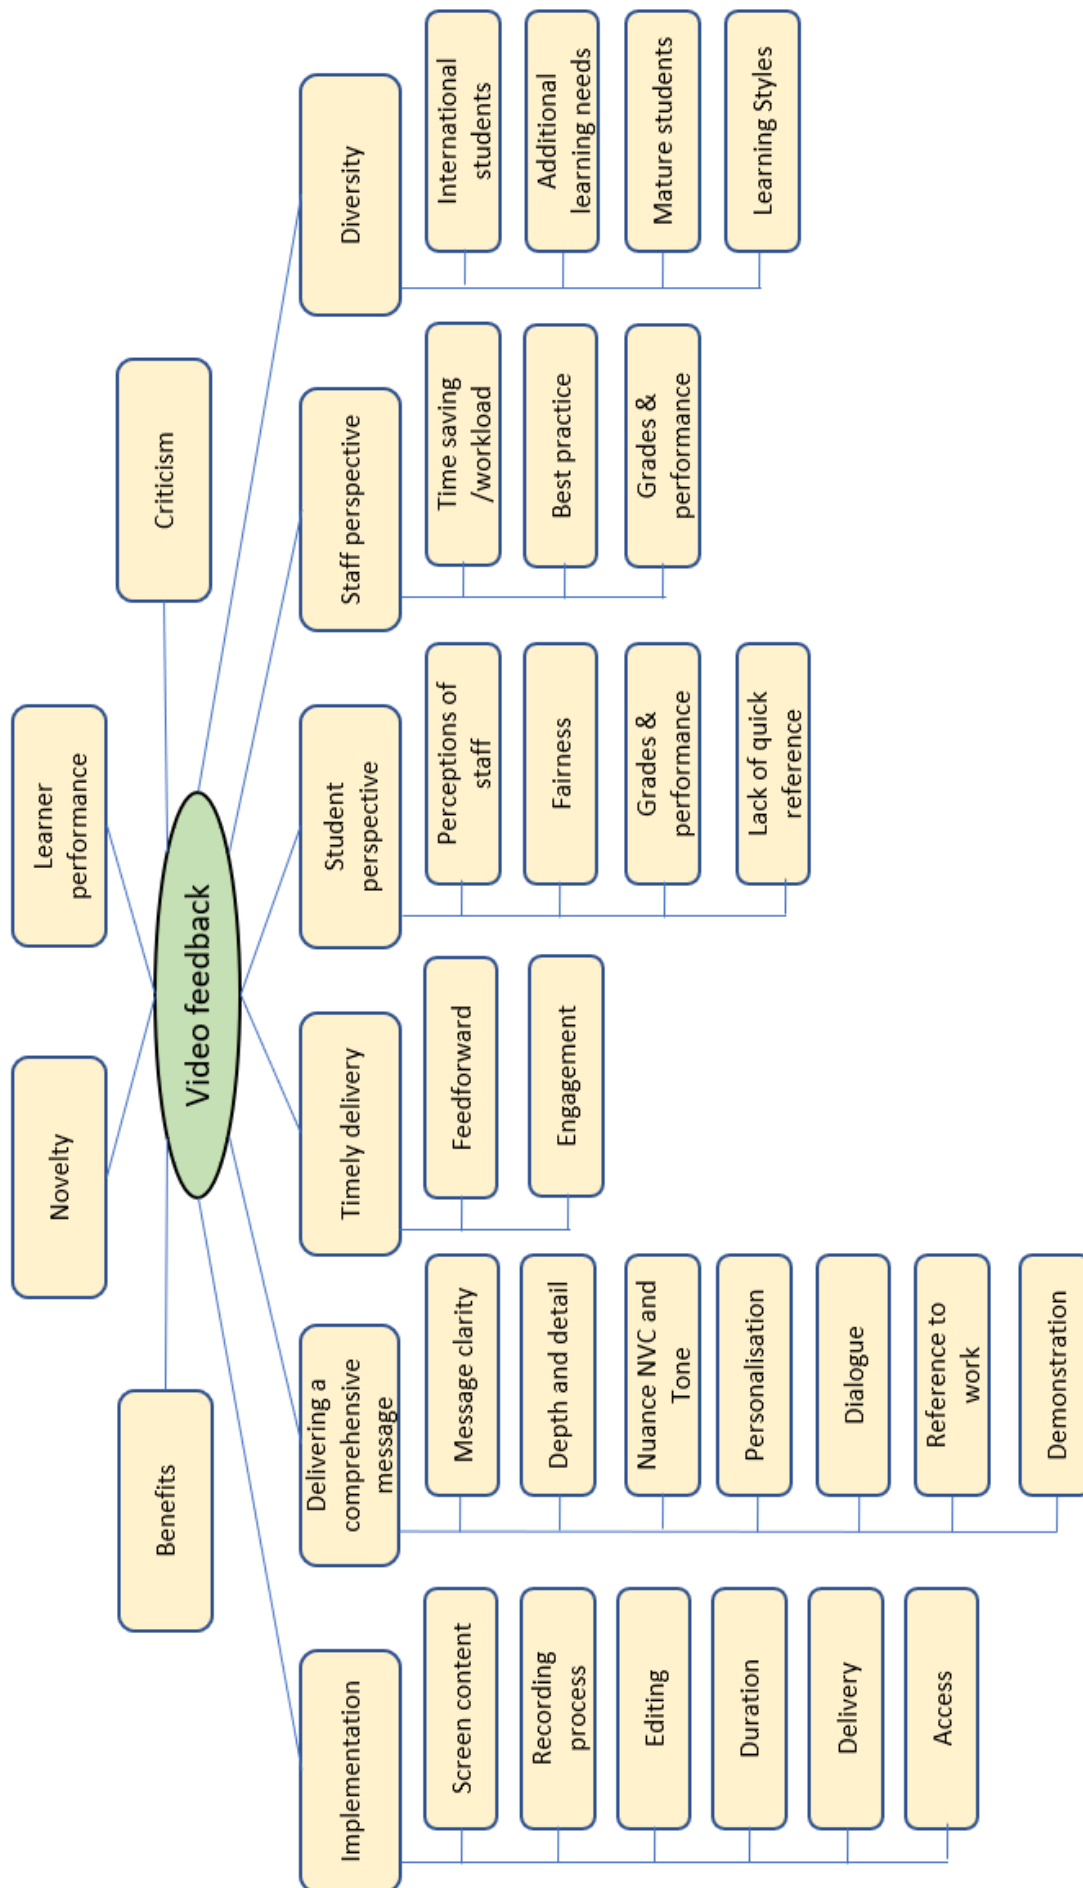 Novelty
Learner
performance
Benefits
Criticism
Video feedback
Implementation
Screen content
Recording
process
Editing
Duration
Delivery
Access
Delivering a
comprehensive
message
Message clarity
Depth and detail
Nuance NVC and
Tone
Personalisation
Dialogue
Reference to
work
Demonstration
Timely delivery
Feedforward
Engagement
Student
perspective
Perceptions of
staff
Fairness
Grades &
performance
Lack of quick
reference
Staff perspective
Time saving
/workload
Best practice
Grades &
performance
Diversity
International
students
Additional
learning needs
Mature students
Learning Styles